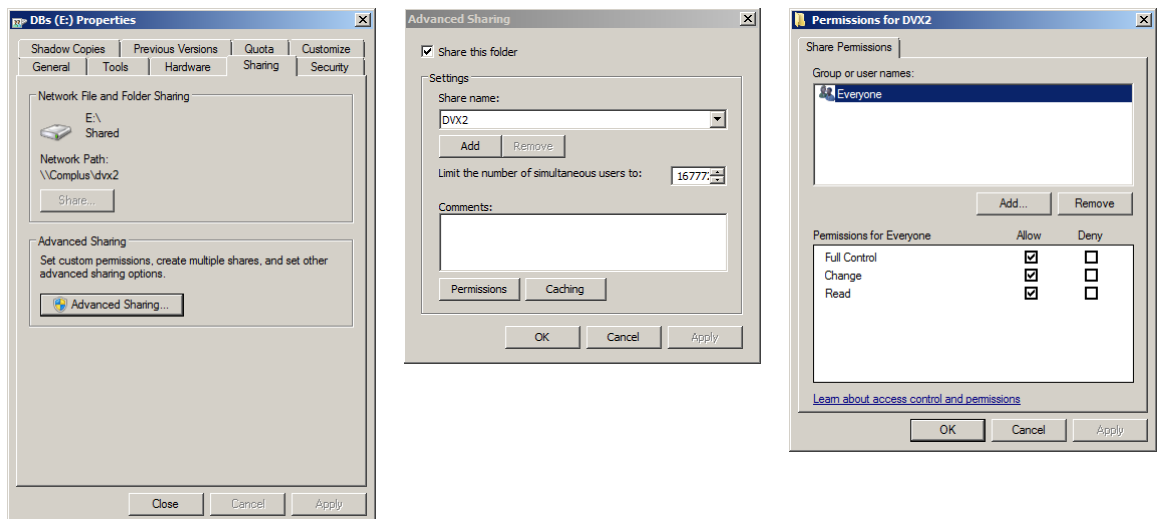 DBs (E:) Properties
Shadow Copies
Previous Versions
Quota
Customize
General
Tools
Hardware
Sharing
Security
Network File and Folder Sharing
E:\
Shared
Network Path:
\\Complus\dvx2
Share...
Advanced Sharing
Set custom permissions, create multiple shares, and set other
advanced sharing options.
Advanced Sharing...
Close
Cancel
Apply
Advanced Sharing
Share this folder
Settings
Share name:
DVX2
Add
Remove
Limit the number of simultaneous users to:
16777
Comments:
Permissions
Caching
OK
Cancel
Apply
Permissions for DVX2
Share Permissions
Group or user names:
Everyone
Add...
Remove
Permissions for Everyone
Allow
Deny
Full Control
Change
Read
Learn about access control and permissions
OK
Cancel
Apply